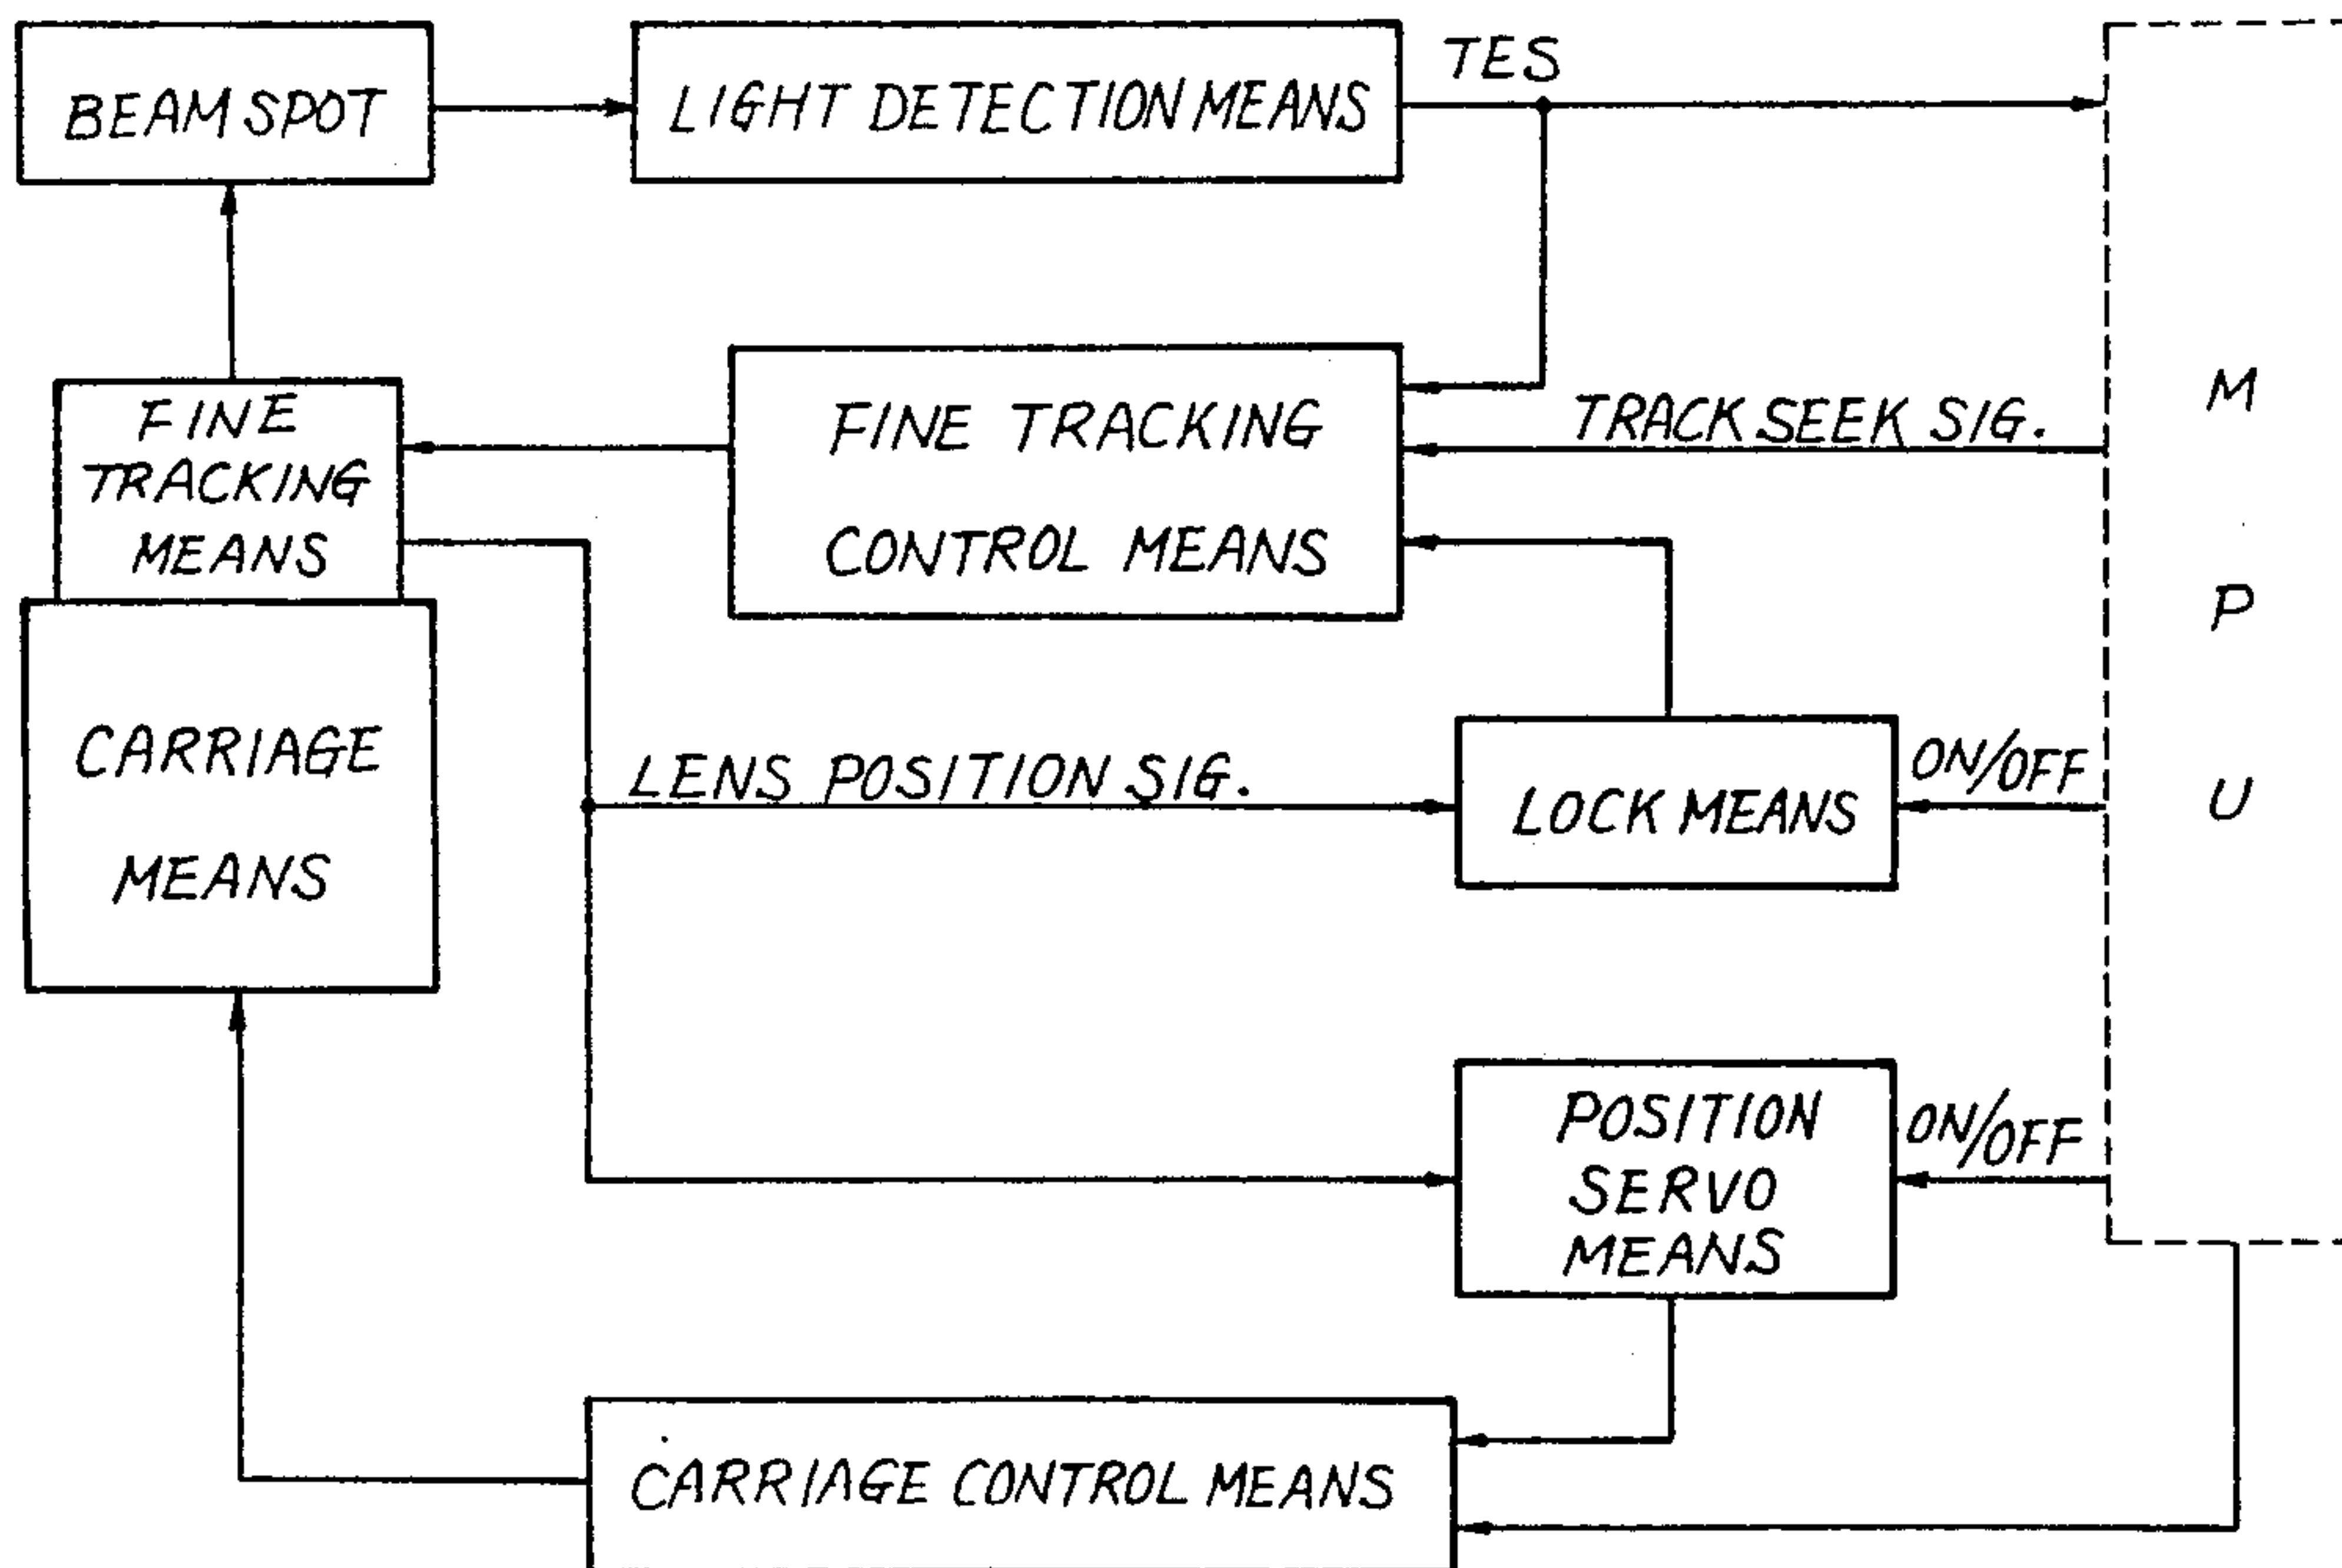 BEAM SPOT
LIGHT DETECTION MEANS
TES
FINE
TRACKING
MEANS
FINE TRACKING
CONTROL MEANS
TRACK SEEK SIG.
M
P
U
CARRIAGE
MEANS
LENS POSITION SIG.
LOCK MEANS
ON/OFF
POSITION
SERVO
MEANS
ON/OFF
CARRIAGE CONTROL MEANS